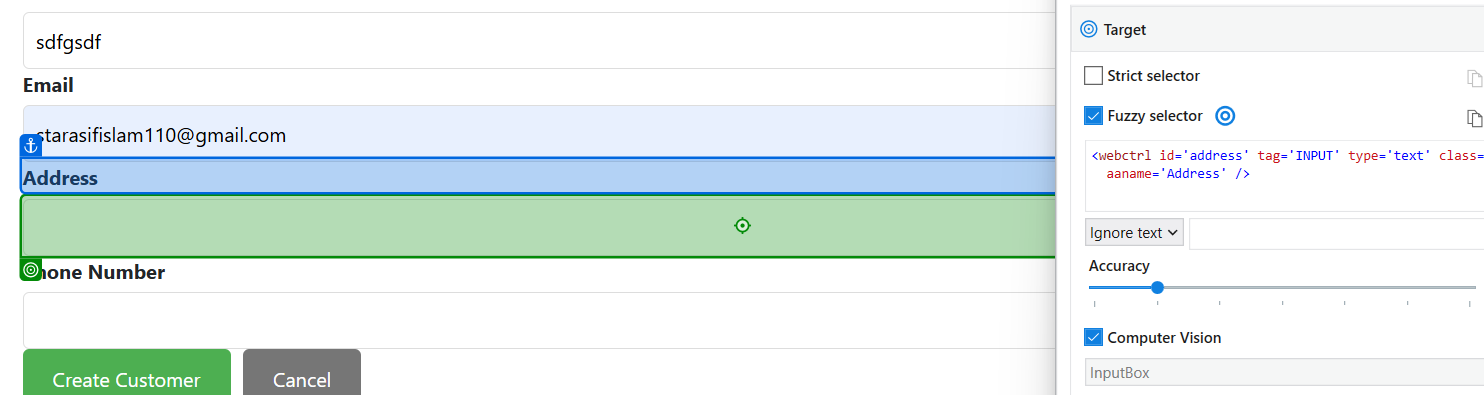 sdfgsdf
Email
starasifislam110@gmail.com
Address
hone Number
Create Customer
Cancel
Target
Strict selector
Fuzzy selector
<webctrl id='address' tag='INPUT' type='text' class=
aaname='Address' />
Ignore text
Accuracy
Computer Vision
InputBox